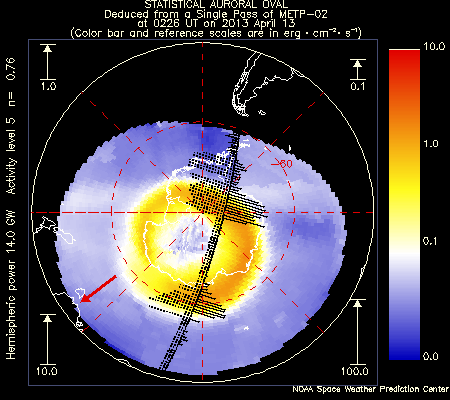 STATISTICAL AURORAL OVAL
Deduced from a Single Pass of METP-02
at 0226 UT on 2013 April 13
(Color bar and reference scales are in erg·cm⁻²·s⁻¹)
Hemispheric power 14.0 GW Activity level 5 n= 0.76
1.0
0.1
-60
10.0
100.0
10.0
1.0
0.1
0.0
NOAA Space Weather Prediction Center